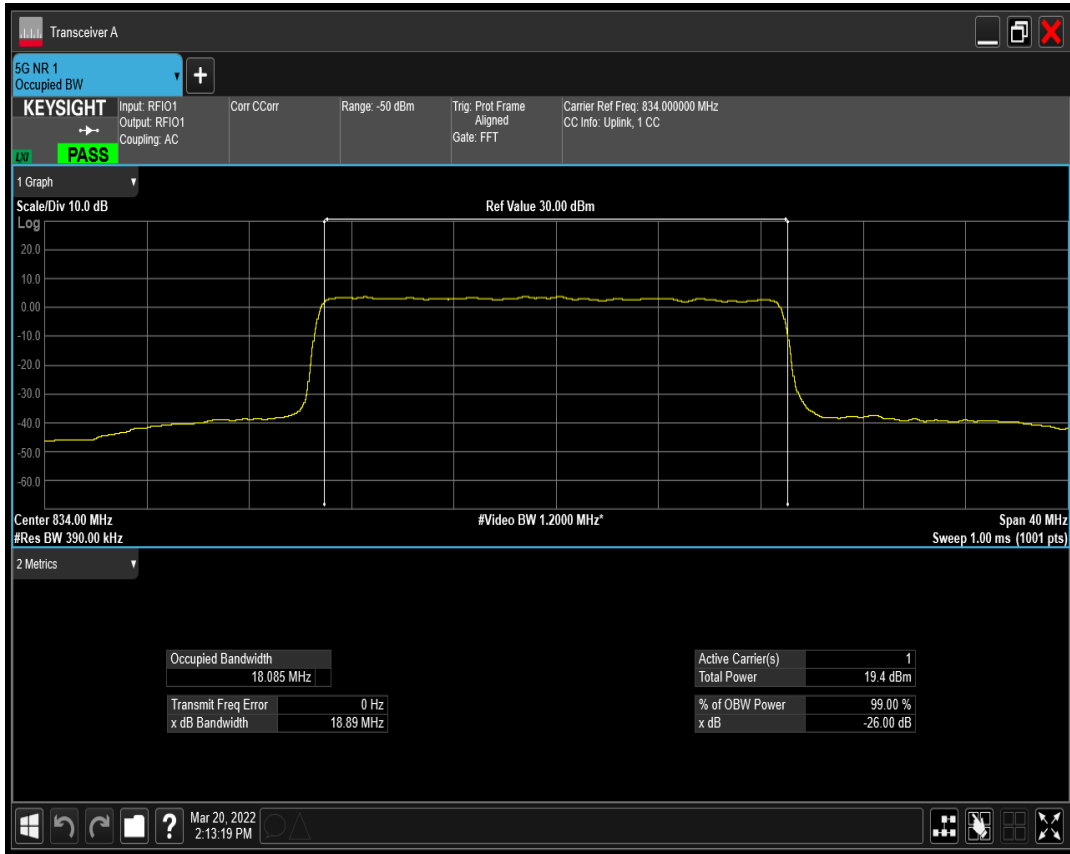 Transceiver A
5G NR 1
Occupied BW
+
KEYSIGHT
LXI
PASS
Input: RFIO1
Output: RFIO1
Coupling: AC
Corr CCorr
Range: -50 dBm
Trig: Prot Frame
Aligned
Gate: FFT
Carrier Ref Freq: 834.000000 MHz
CC Info: Uplink, 1 CC
1 Graph
Scale/Div 10.0 dB
Ref Value 30.00 dBm
Log
20.0
10.0
0.00
-10.0
-20.0
-30.0
-40.0
-50.0
-60.0
Center 834.00 MHz
#Video BW 1.2000 MHz*
Span 40 MHz
#Res BW 390.00 kHz
Sweep 1.00 ms (1001 pts)
2 Metrics
Occupied Bandwidth
18.085 MHz
Transmit Freq Error 0 Hz
x dB Bandwidth 18.89 MHz
Active Carrier(s) 1
Total Power 19.4 dBm
% of OBW Power 99.00 %
x dB -26.00 dB
?
Mar 20, 2022
2:13:19 PM